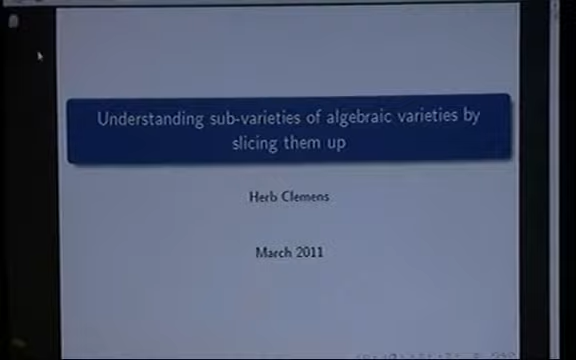 Understanding sub-varieties of algebraic varieties by
slicing them up
Herb Clemens
March 2011